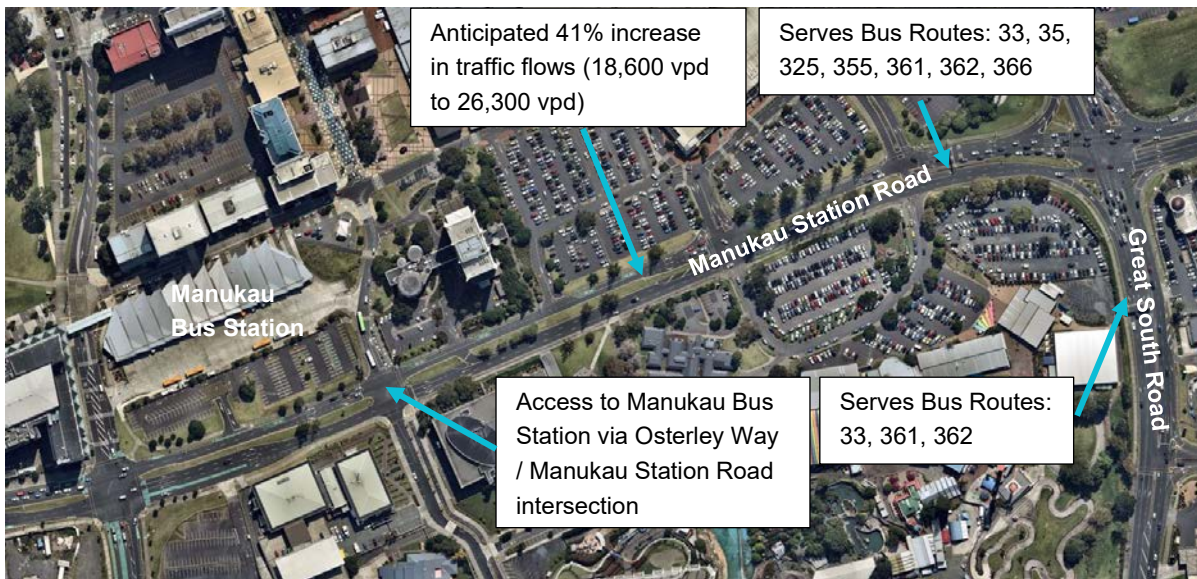 Anticipated 41% increase
in traffic flows (18,600 vpd
to 26,300 vpd)
Serves Bus Routes: 33, 35,
325, 355, 361, 362, 366
Manukau Station Road
Great South Road
Manukau
Bus Station
Access to Manukau Bus
Station via Osterley Way
/ Manukau Station Road
intersection
Serves Bus Routes:
33, 361, 362